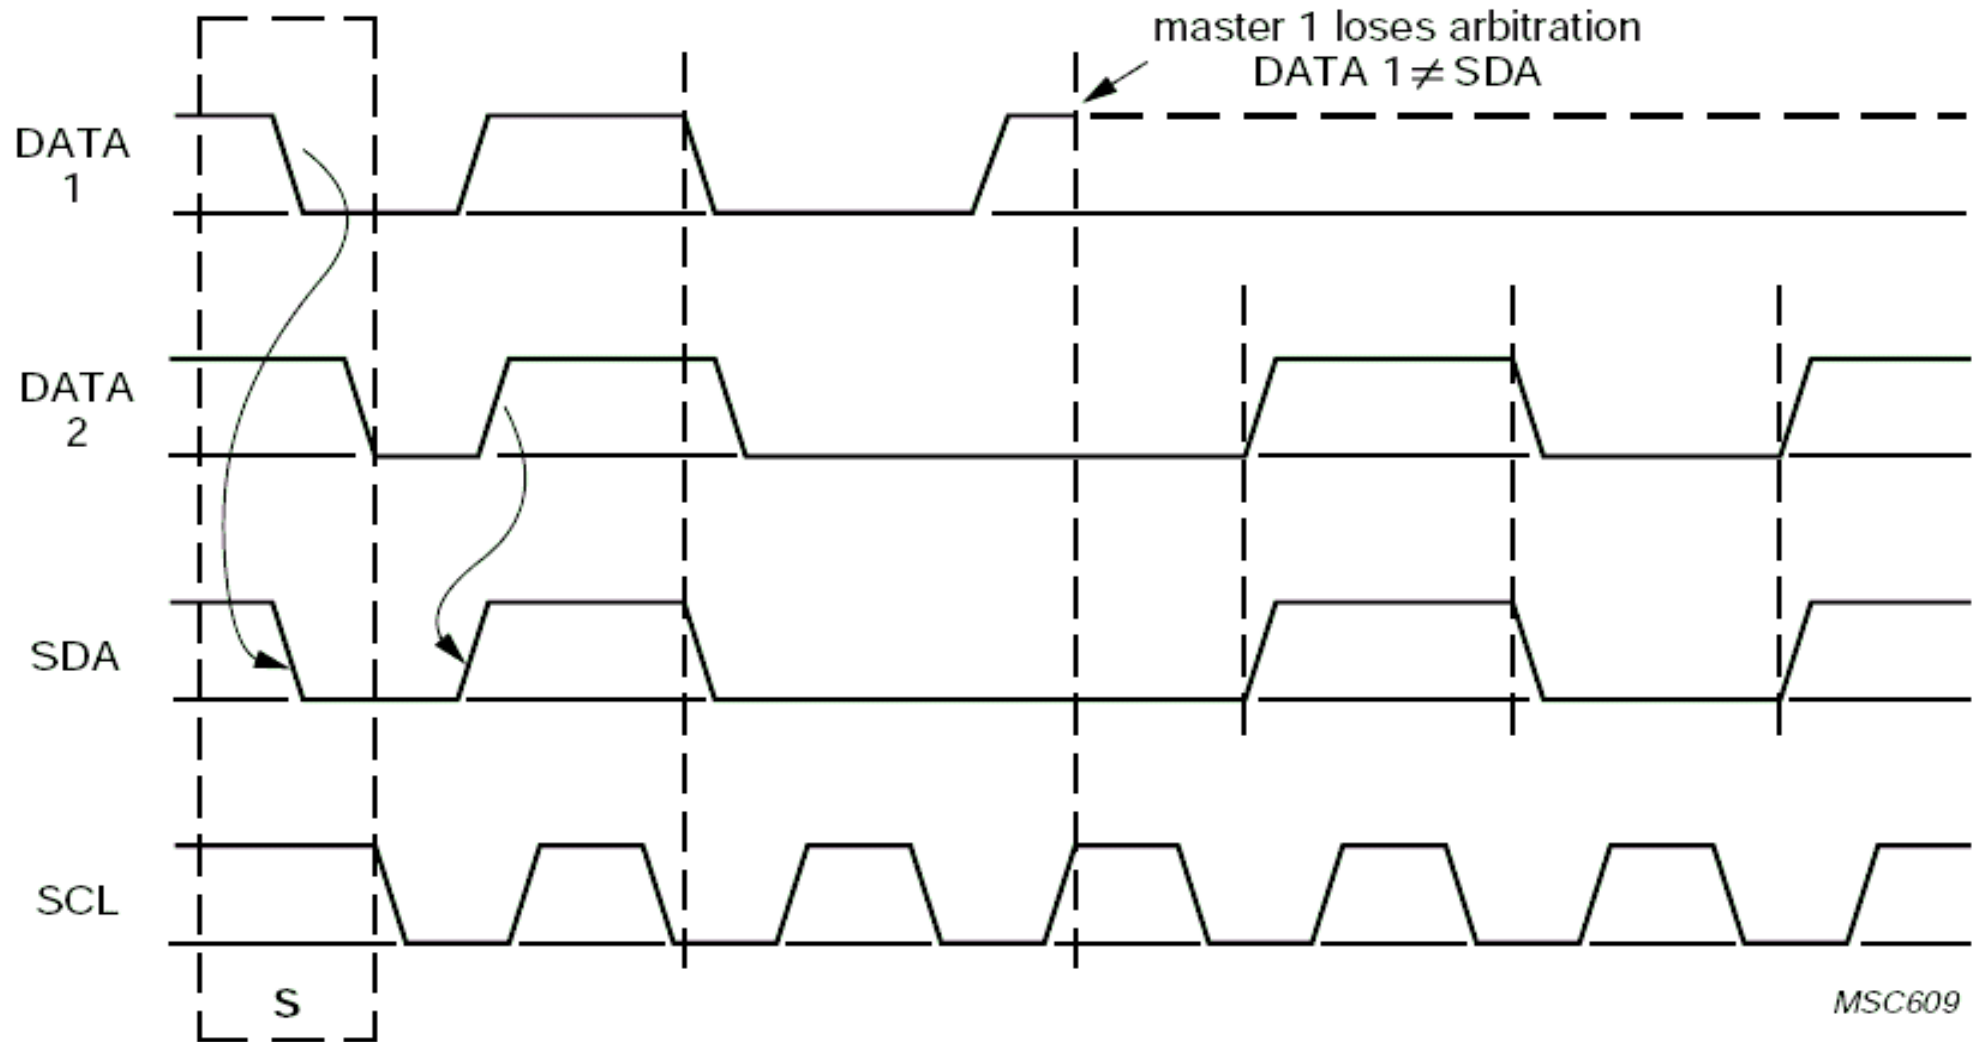 master 1 loses arbitration
DATA 1≠SDA
DATA
1
DATA
2
SDA
SCL
S
MSC609